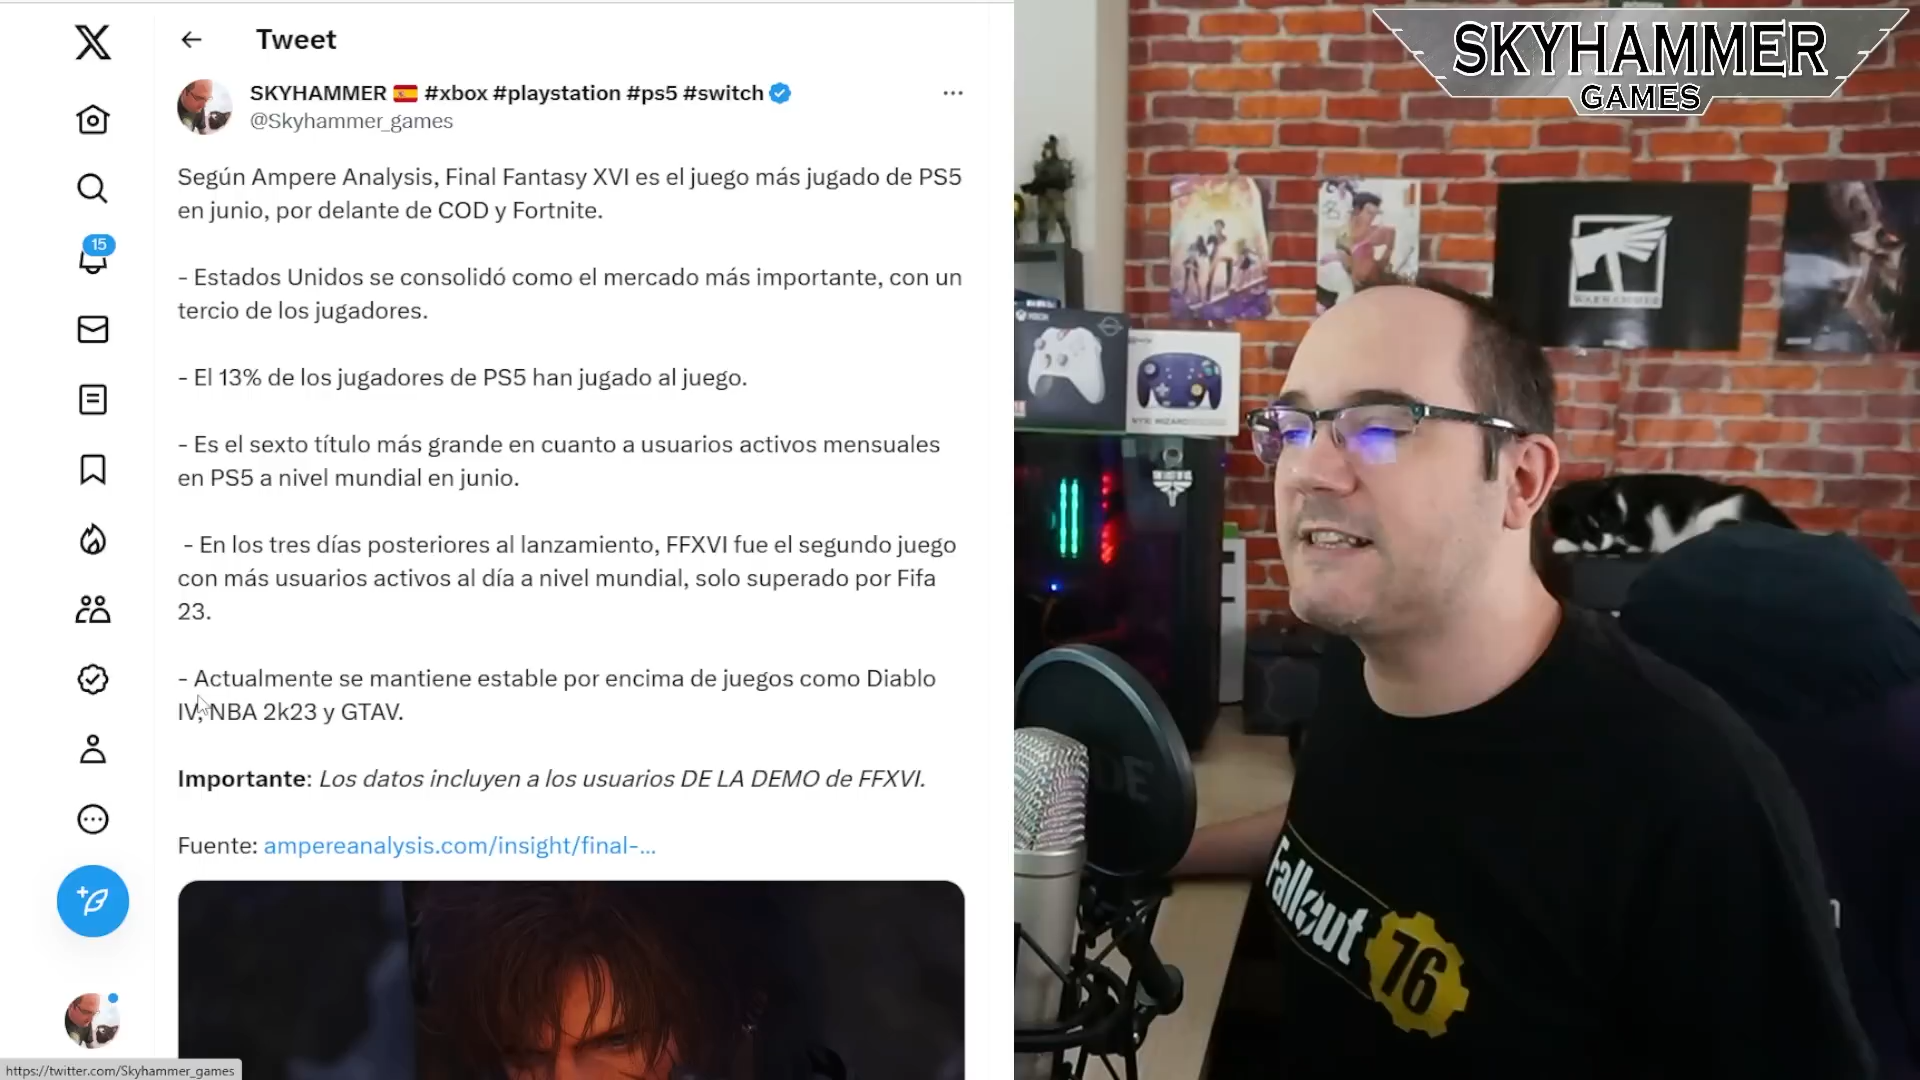 Tweet
SKYHAMMER 🇪🇸 #xbox #playstation #ps5 #switch
@Skyhammer_games
Según Ampere Analysis, Final Fantasy XVI es el juego más jugado de PS5
en junio, por delante de COD y Fortnite.
- Estados Unidos se consolidó como el mercado más importante, con un
tercio de los jugadores.
- El 13% de los jugadores de PS5 han jugado al juego.
- Es el sexto título más grande en cuanto a usuarios activos mensuales
en PS5 a nivel mundial en junio.
- En los tres días posteriores al lanzamiento, FFXVI fue el segundo juego
con más usuarios activos al día a nivel mundial, solo superado por Fifa
23.
- Actualmente se mantiene estable por encima de juegos como Diablo
IV, NBA 2k23 y GTAV.
Importante: Los datos incluyen a los usuarios DE LA DEMO de FFXVI.
Fuente: ampereanalysis.com/insight/final-...
15
https://twitter.com/Skyhammer_games
SKYHAMMER
GAMES
WARHAMMER
XBOX
Fallout
76